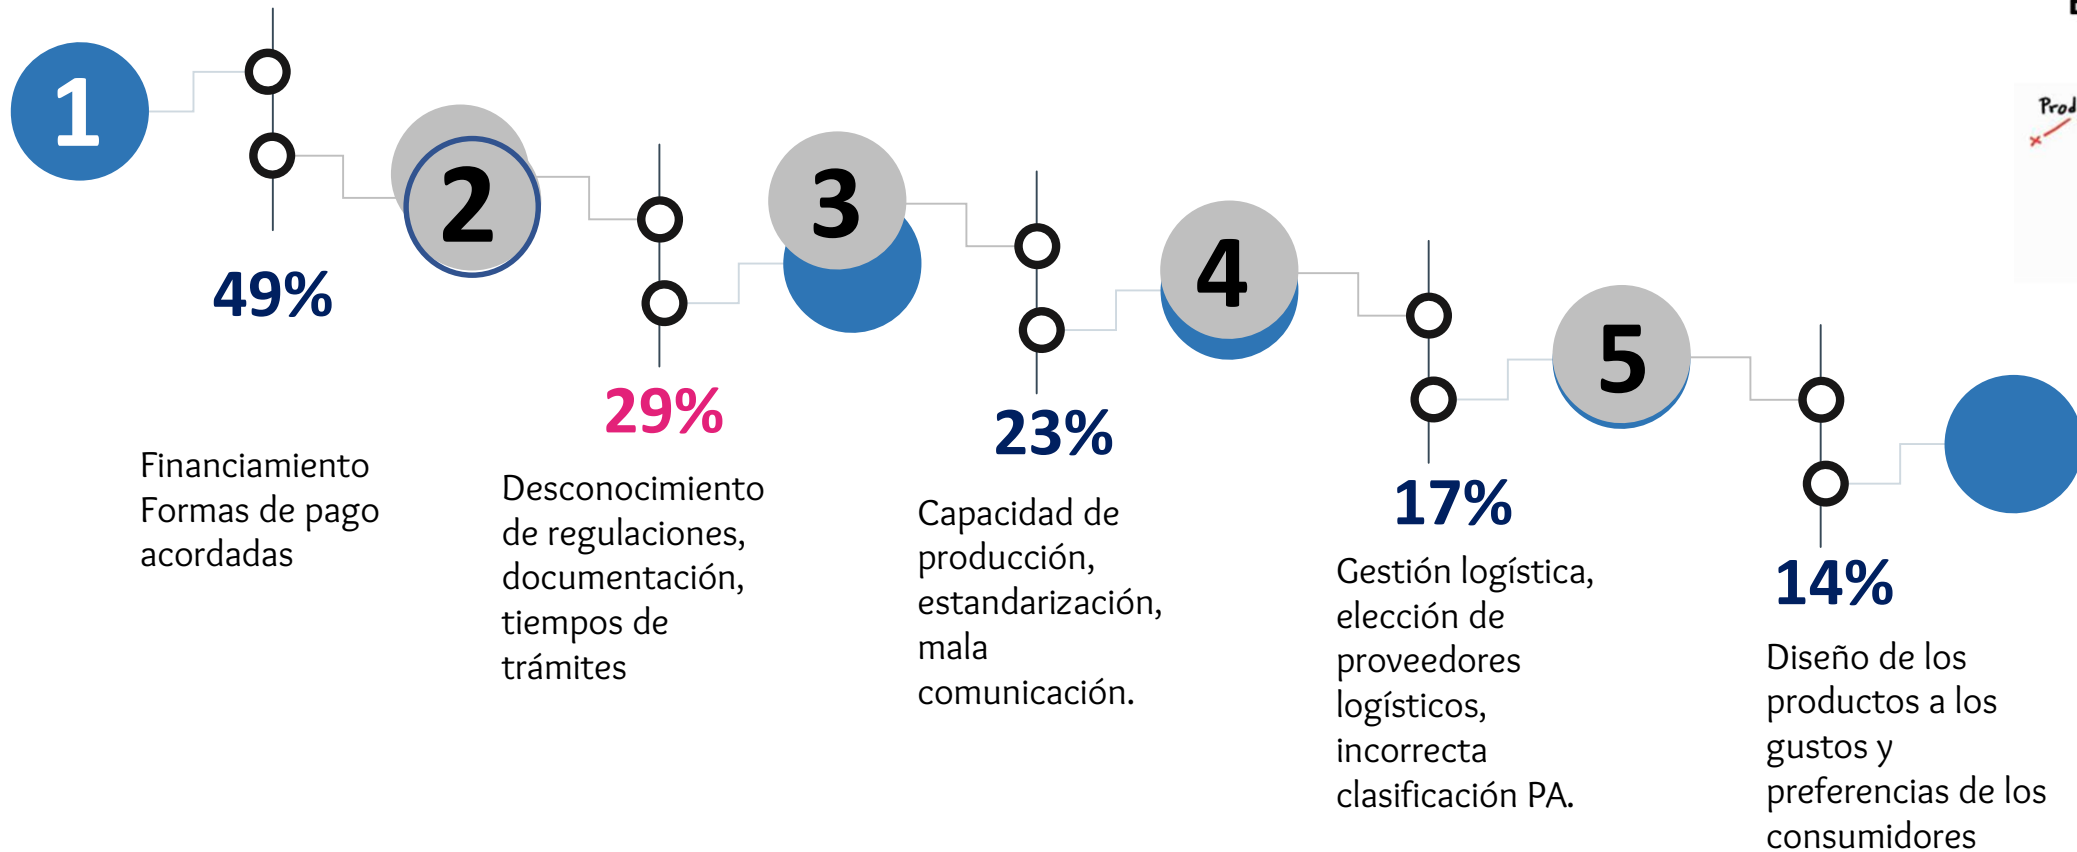 1
49%
Financiamiento
Formas de pago
acordadas
2
29%
Desconocimiento
de regulaciones,
documentación,
tiempos de
trámites
3
23%
Capacidad de
producción,
estandarización,
mala
comunicación.
4
17%
Gestión logística,
elección de
proveedores
logísticos,
incorrecta
clasificación PA.
5
14%
Diseño de los
productos a los
gustos y
preferencias de los
consumidores
Prod